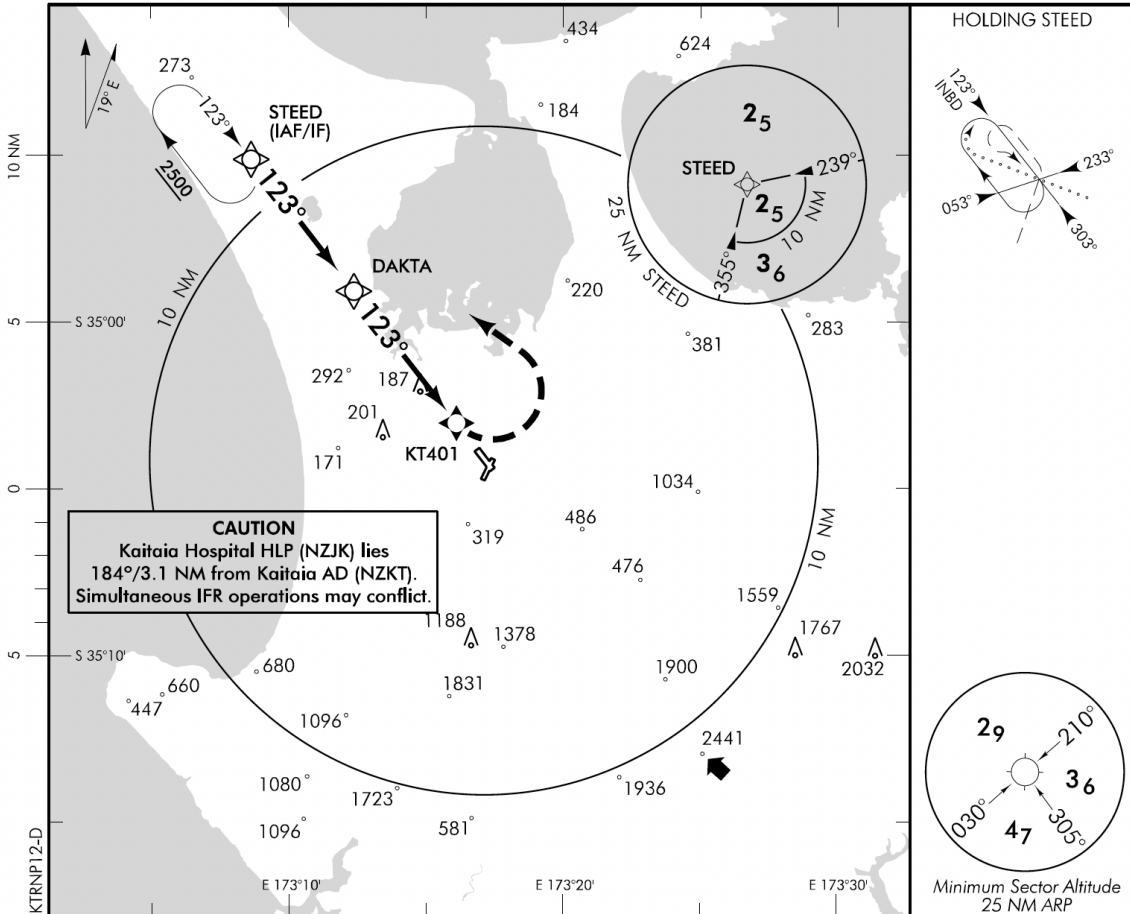 HOLDING STEED
434
624
273
19° E
184
STEED
(IAF/IF)
123°
2500
123°
10 NM
25
STEED
239°
25
10 NM
355°
36
25 NM STEED
123°
INBD
233°
053°
303°
DAKTA
10 NM
220
5
S 35°00'
123°
381
283
292°
187
201
KT401
171
0
1034
CAUTION
Kaitaia Hospital HLP (NZJK) lies
184°/3.1 NM from Kaitaia AD (NZKT).
Simultaneous IFR operations may conflict.
319
486
476
10 NM
1559
1188
1378
1767
2032
5
S 35°10'
680
660
447
1831
1900
1096
2441
1080
1723
1936
1096
581
29
210°
36
030°
47
305°
KTRNP12-D
E 173°10'
E 173°20'
E 173°30'
Minimum Sector Altitude
25 NM ARP